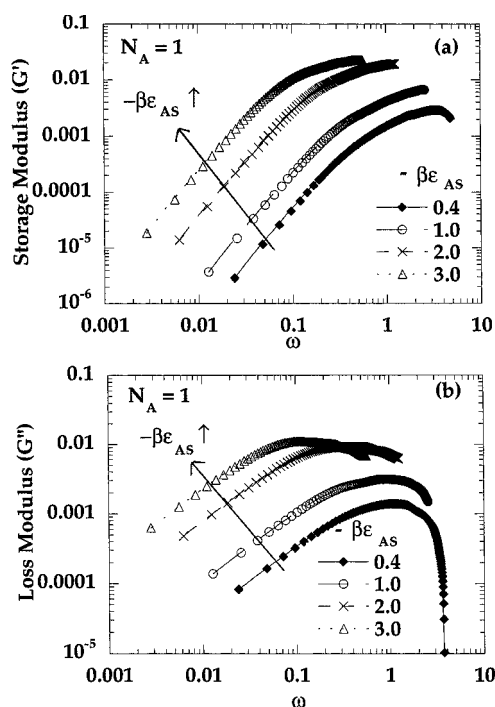 0.1
N_A = 1
(a)
0.01
−βε_AS ↑
0.001
0.0001
10⁻⁵
10⁻⁶
Storage Modulus (G')
- βε_AS
0.4
1.0
2.0
3.0
0.001 0.01 0.1 1 10
ω
0.1
N_A = 1
(b)
0.01
−βε_AS ↑
0.001
0.0001
10⁻⁵
Loss Modulus (G")
- βε_AS
0.4
1.0
2.0
3.0
0.001 0.01 0.1 1 10
ω